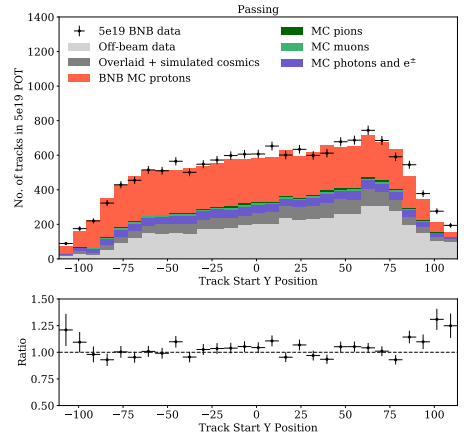 Passing
1400
1200
1000
800
600
400
200
0
No. of tracks in 5e19 POT
5e19 BNB data
Off-beam data
Overlaid + simulated cosmics
BNB MC protons
MC pions
MC muons
MC photons and e±
−100 −75 −50 −25 0 25 50 75 100
Track Start Y Position
1.50
1.25
1.00
0.75
0.50
Ratio
−100 −75 −50 −25 0 25 50 75 100
Track Start Y Position